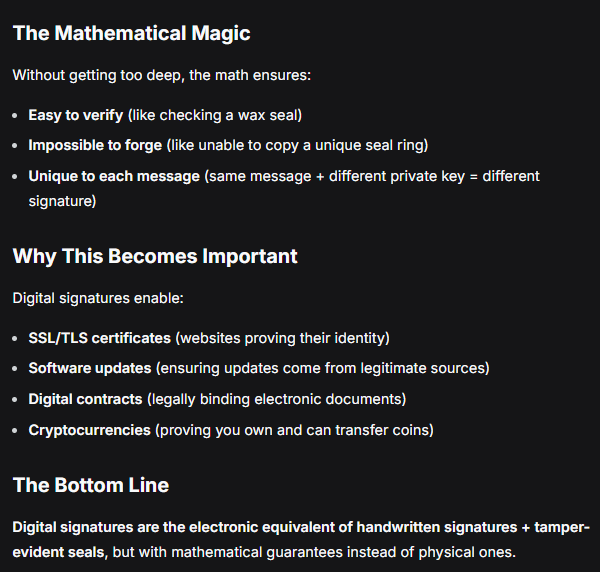 The Mathematical Magic
Without getting too deep, the math ensures:
• Easy to verify (like checking a wax seal)
• Impossible to forge (like unable to copy a unique seal ring)
• Unique to each message (same message + different private key = different
signature)
Why This Becomes Important
Digital signatures enable:
• SSL/TLS certificates (websites proving their identity)
• Software updates (ensuring updates come from legitimate sources)
• Digital contracts (legally binding electronic documents)
• Cryptocurrencies (proving you own and can transfer coins)
The Bottom Line
Digital signatures are the electronic equivalent of handwritten signatures + tamper-
evident seals, but with mathematical guarantees instead of physical ones.